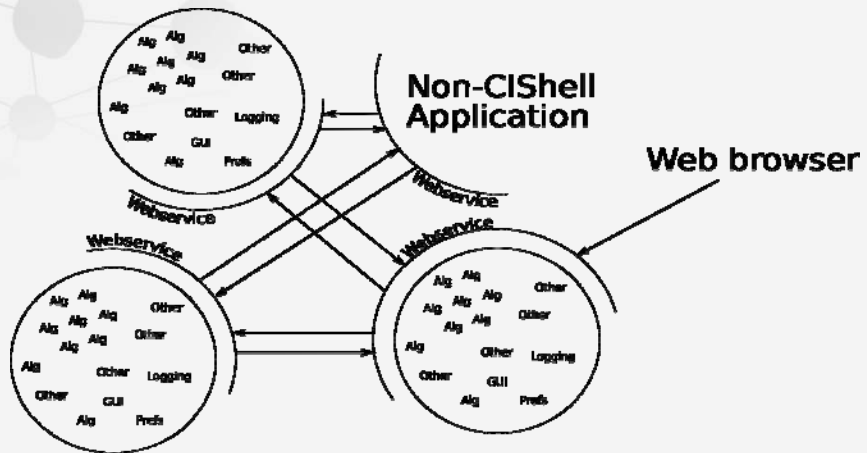 Alg Alg
Other
Alg Alg Alg
Other
Alg Alg
Alg
Other
Logging
Other
GUI
Alg
Prefs
Webservice
Non-CIShell
Application
Webservice
Web browser
Webservice
Alg Alg
Other
Alg Alg Alg
Other
Alg Alg
Alg
Other
Logging
Other
GUI
Alg
Prefs
Webservice
Alg Alg
Other
Alg Alg Alg
Other
Alg Alg
Alg
Other
Logging
Other
GUI
Alg
Prefs